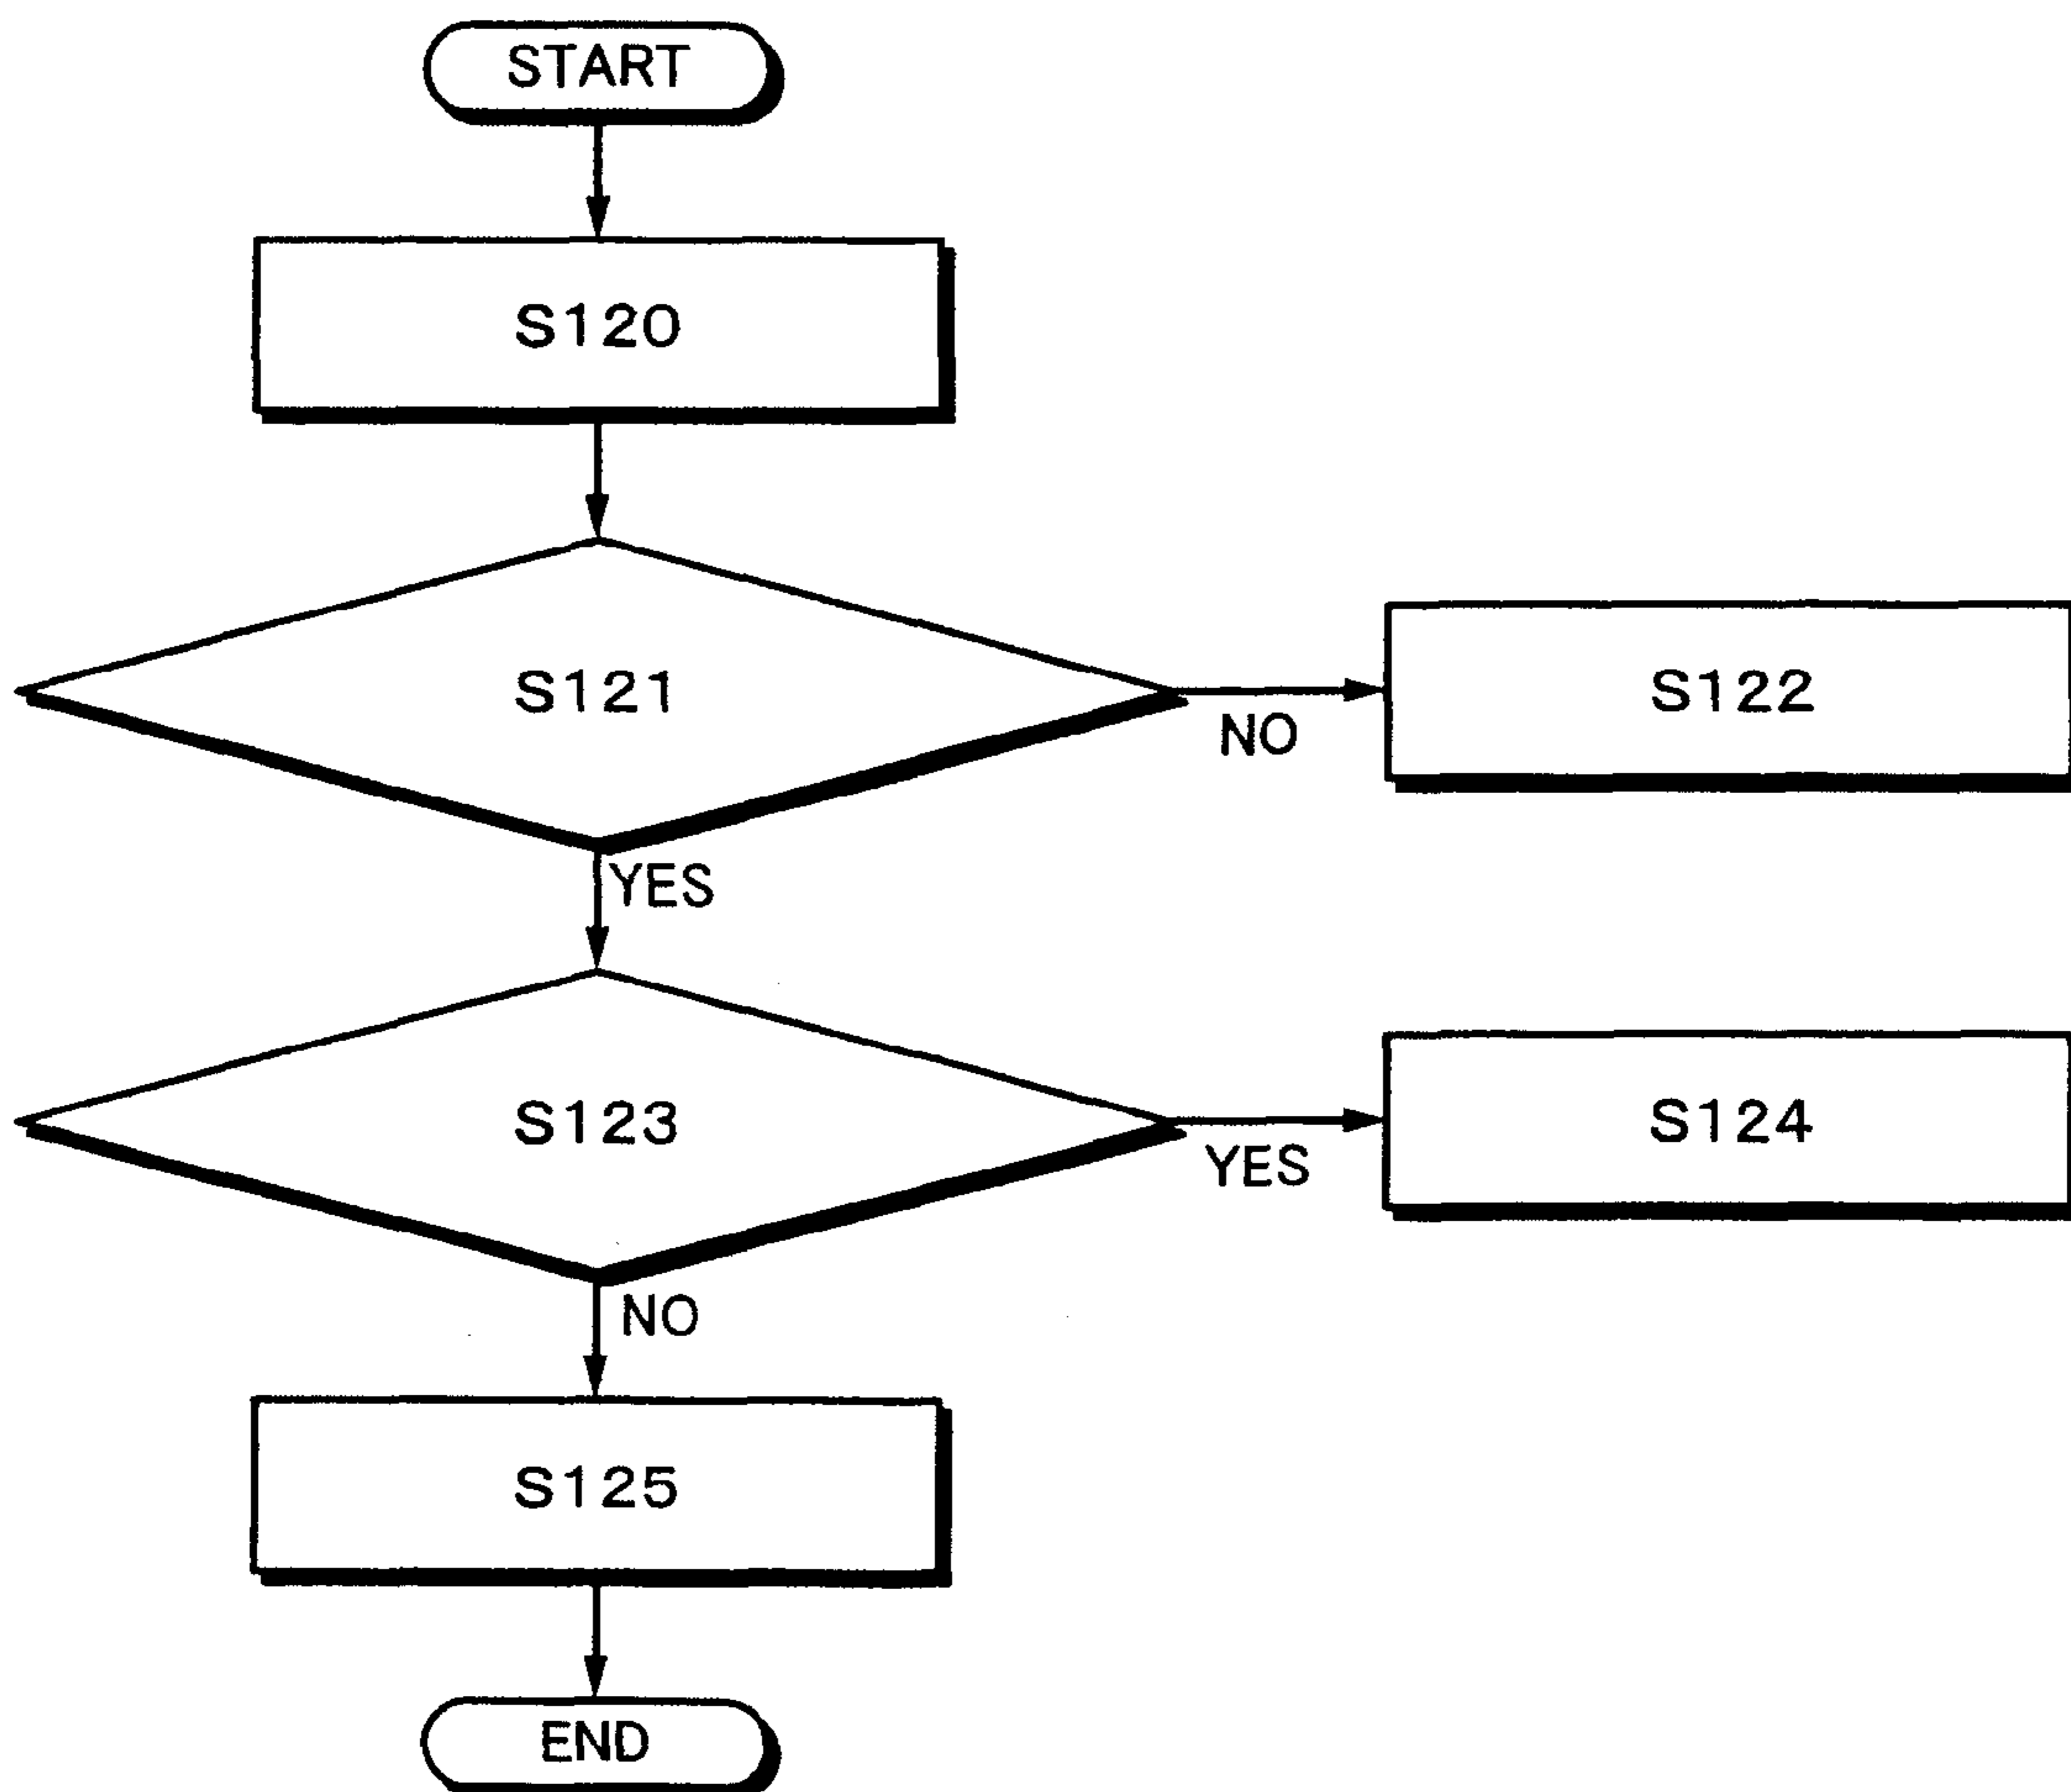 START
S120
S121
S122
NO
YES
S123
S124
YES
NO
S125
END